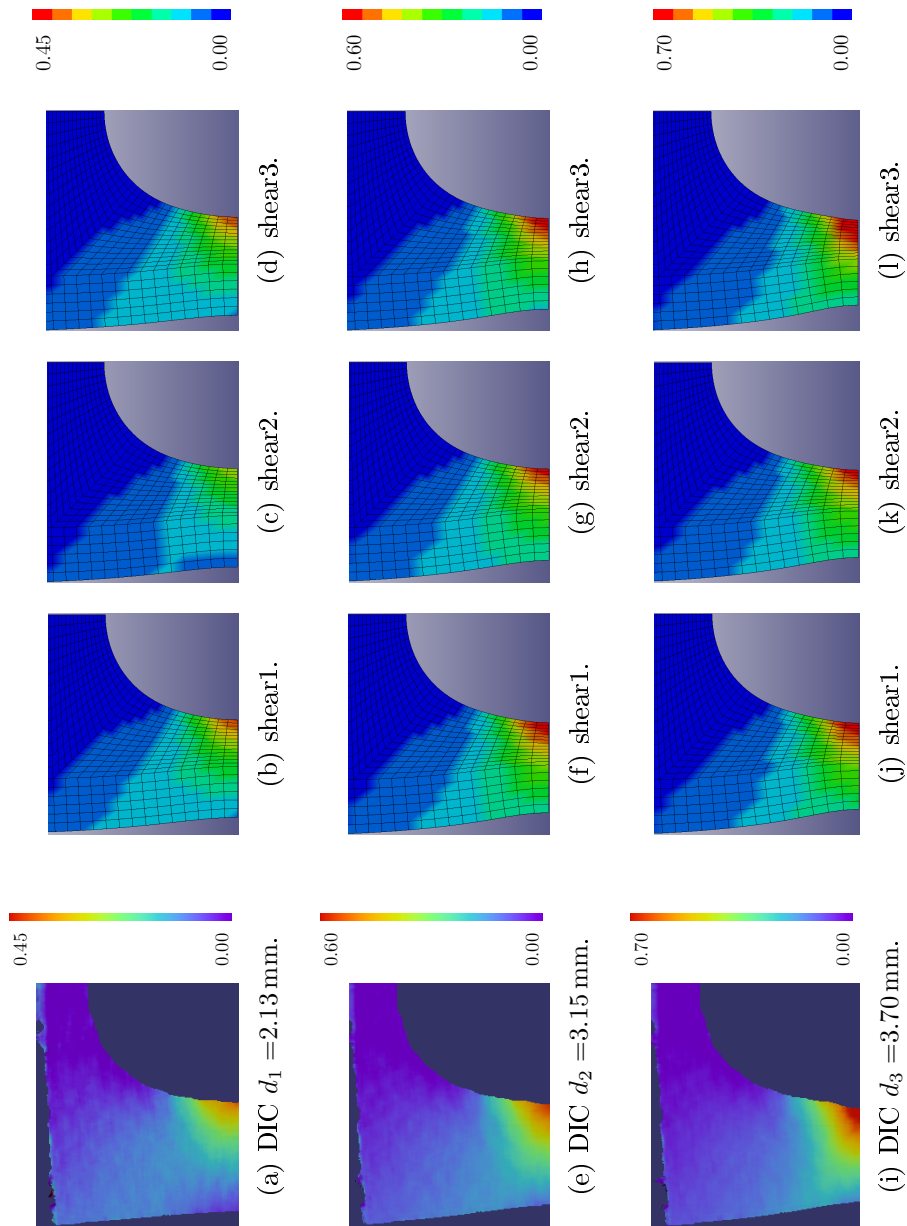 0.45
0.00
(a) DIC d₁ =2.13 mm.
(b) shear1.
(c) shear2.
(d) shear3.
0.45
0.00
0.60
0.00
(e) DIC d₂ =3.15 mm.
(f) shear1.
(g) shear2.
(h) shear3.
0.60
0.00
0.70
0.00
(i) DIC d₃ =3.70 mm.
(j) shear1.
(k) shear2.
(l) shear3.
0.70
0.00